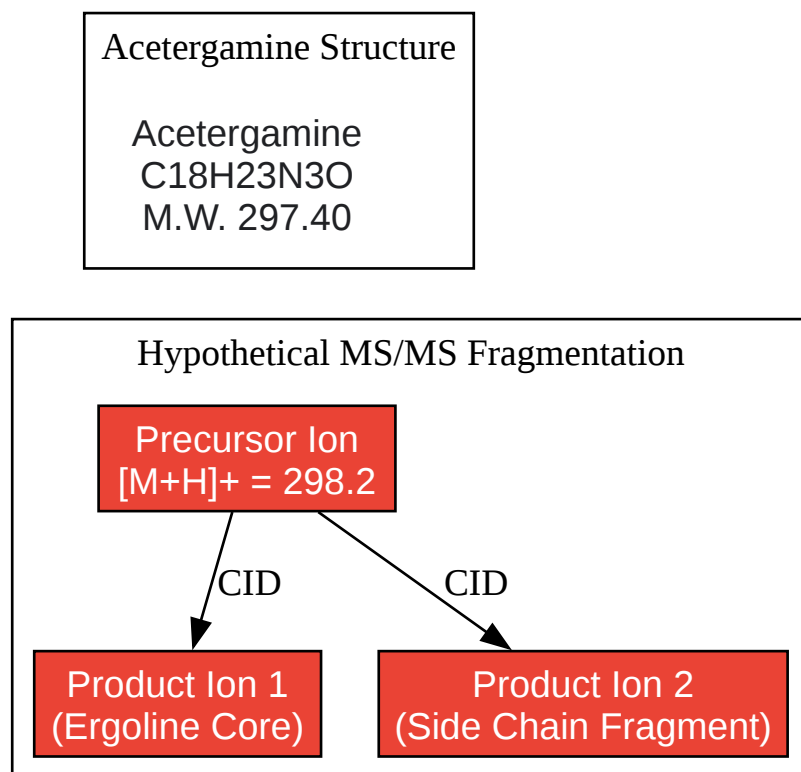 Acetergamine Structure
Acetergamine
C18H23N3O
M.W. 297.40
Hypothetical MS/MS Fragmentation
Precursor Ion
[M+H]+ = 298.2
CID
CID
Product Ion 1
(Ergoline Core)
Product Ion 2
(Side Chain Fragment)